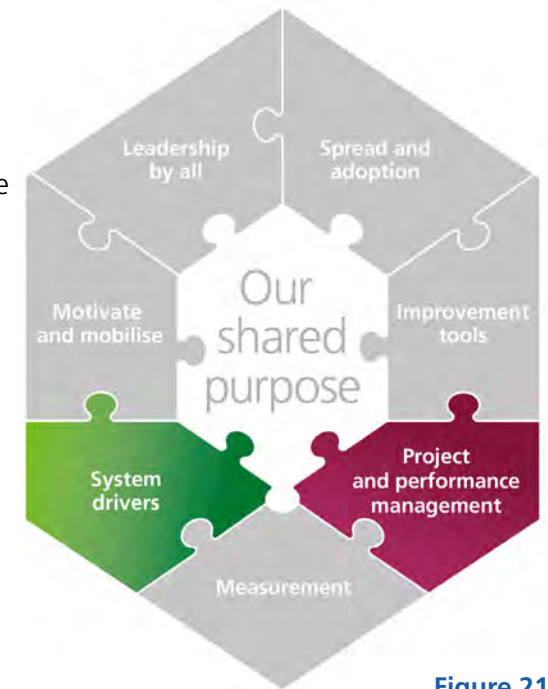 Leadership
by all
Spread and
adoption
e
Motivate
and mobilise
Our
shared
purpose
Improvement
tools
System
drivers
Project
and performance
management
Measurement
Figure 21